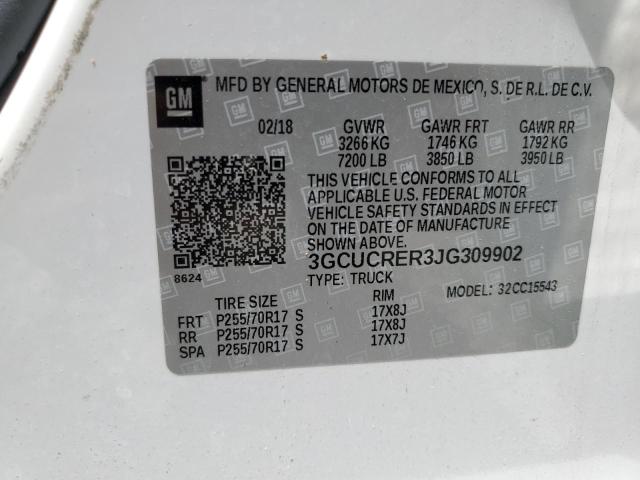 GM MFD BY GENERAL MOTORS DE MEXICO, S. DE R.L. DE C.V.
02/18 GVWR GAWR FRT GAWR RR
3266 KG 1746 KG 1792 KG
7200 LB 3850 LB 3950 LB
THIS VEHICLE CONFORMS TO ALL
APPLICABLE U.S. FEDERAL MOTOR
VEHICLE SAFETY STANDARDS IN EFFECT
ON THE DATE OF MANUFACTURE
SHOWN ABOVE.
3GCUCRER3JG309902
8624 TYPE: TRUCK MODEL: 32CC15543
TIRE SIZE RIM
FRT P255/70R17 S 17X8J
RR P255/70R17 S 17X8J
SPA P255/70R17 S 17X7J